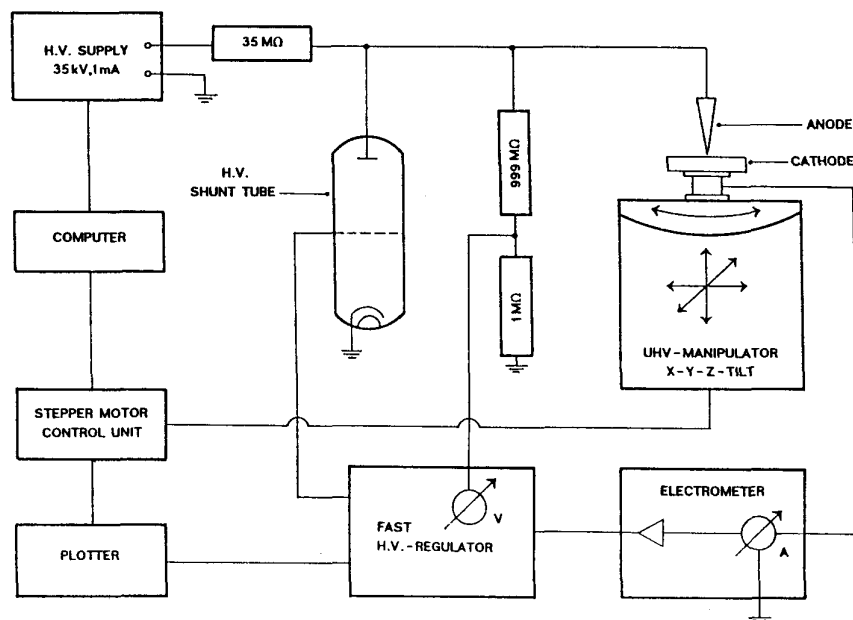 H.V. SUPPLY
35kV,1mA
35 MΩ
ANODE
CATHODE
999 MΩ
H.V.
SHUNT TUBE
COMPUTER
1 MΩ
UHV-MANIPULATOR
X-Y-Z-TILT
STEPPER MOTOR
CONTROL UNIT
ELECTROMETER
V
FAST
H.V.-REGULATOR
A
PLOTTER